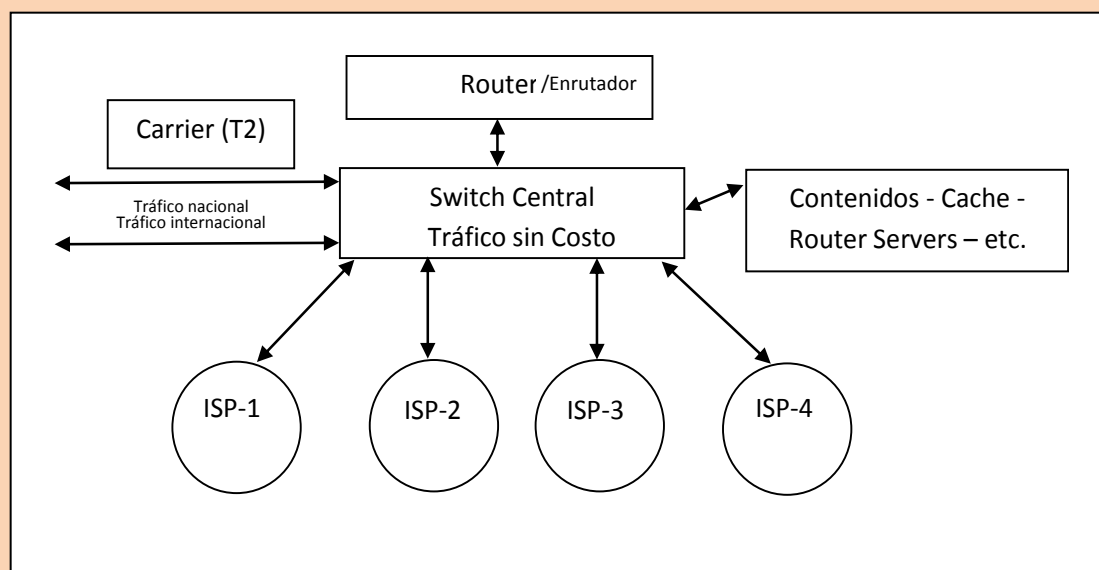 Router /Enrutador
Carrier (T2)
Tráfico nacional
Tráfico internacional
Switch Central
Tráfico sin Costo
Contenidos - Cache -
Router Servers – etc.
ISP-1
ISP-2
ISP-3
ISP-4